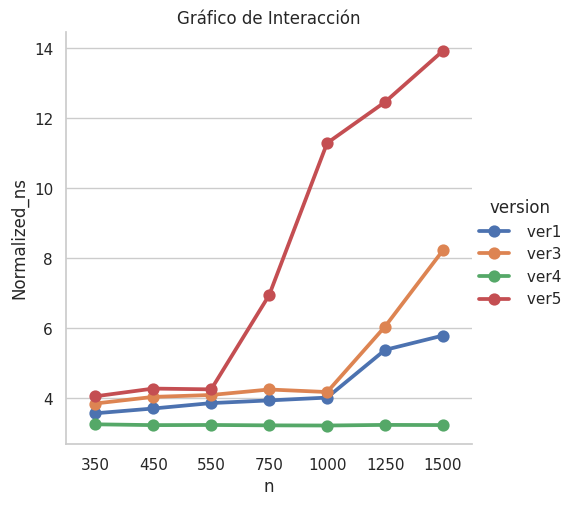 Gráfico de Interacción
14
12
10
8
6
4
Normalized_ns
350 450 550 750 1000 1250 1500
n
version
ver1
ver3
ver4
ver5